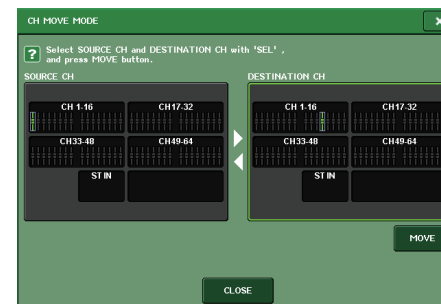 CH MOVE MODE
Select SOURCE CH and DESTINATION CH with 'SEL' ,
and press MOVE button.
SOURCE CH
DESTINATION CH
CH 1-16
CH17-32
CH33-48
CH49-64
ST IN
CH 1-16
CH17-32
CH33-48
CH49-64
ST IN
MOVE
CLOSE